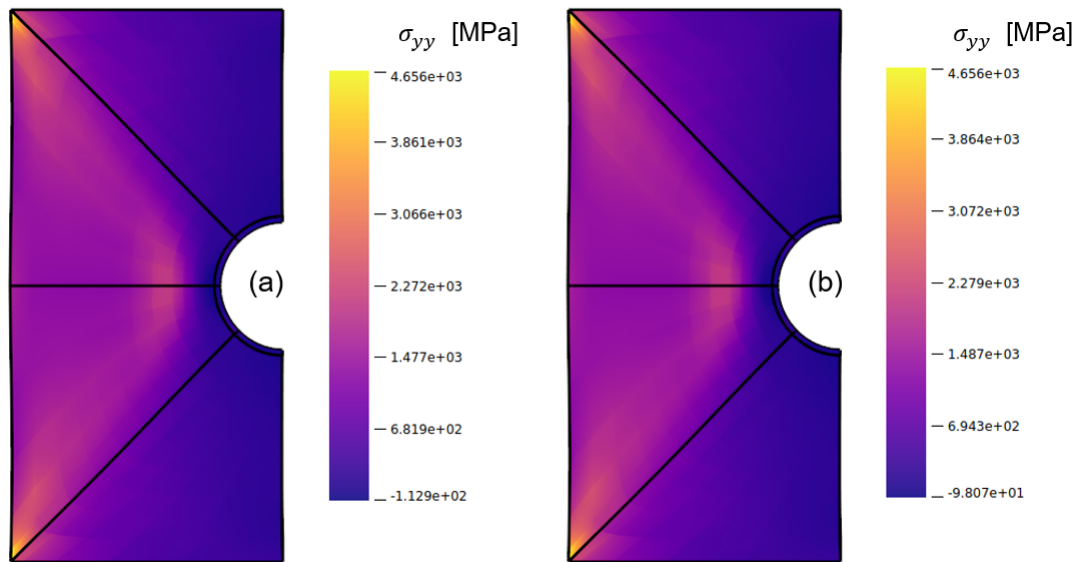 σyy [MPa]
4.656e+03
3.861e+03
3.066e+03
2.272e+03
1.477e+03
6.819e+02
-1.129e+02
(a)
σyy [MPa]
4.656e+03
3.864e+03
3.072e+03
2.279e+03
1.487e+03
6.943e+02
-9.807e+01
(b)